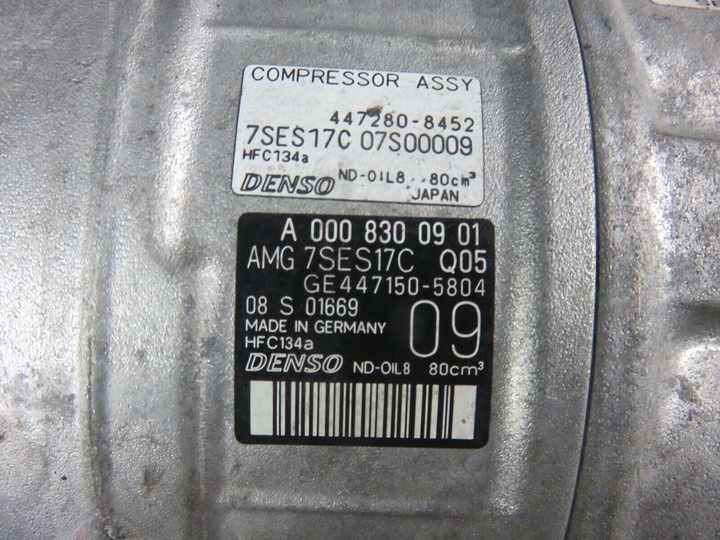 COMPRESSOR ASSY
447280-8452
7SES17C 07S00009
HFC134a
DENSO ND-OIL8 80cm³
JAPAN
A 000 830 09 01
AMG 7SES17C Q05
GE447150-5804
08 S 01669
MADE IN GERMANY 09
HFC134a
DENSO ND-OIL8 80cm³